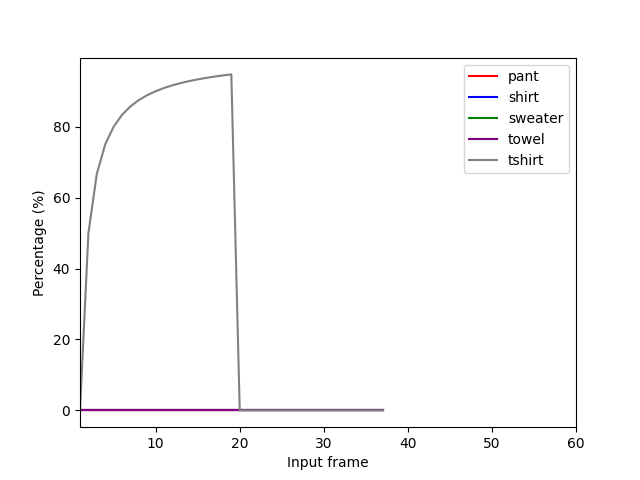 pant
shirt
sweater
towel
tshirt
Percentage (%)
80
60
40
20
0
10 20 30 40 50 60
Input frame